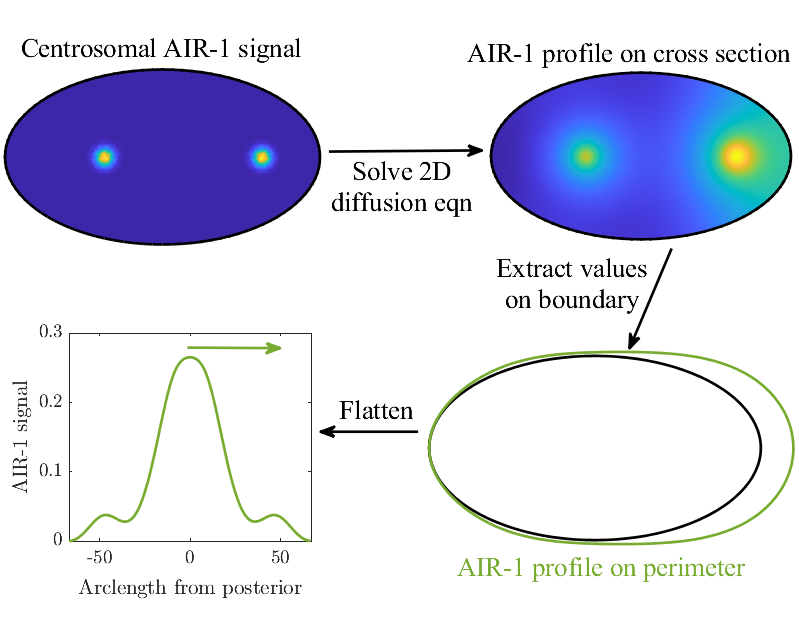 Centrosomal AIR-1 signal
AIR-1 profile on cross section
Solve 2D
diffusion eqn
Extract values
on boundary
Flatten
AIR-1 profile on perimeter
0.3
0.2
0.1
0
AIR-1 signal
-50
0
50
Arclength from posterior